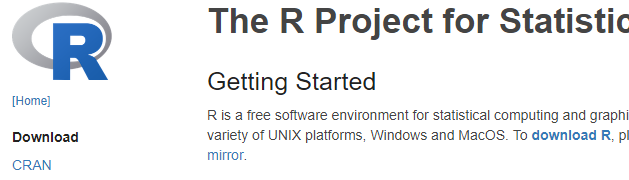 R
The R Project for Statistic
[Home]
Getting Started
R is a free software environment for statistical computing and graphi
Download
variety of UNIX platforms, Windows and MacOS. To download R, pl
CRAN
mirror.